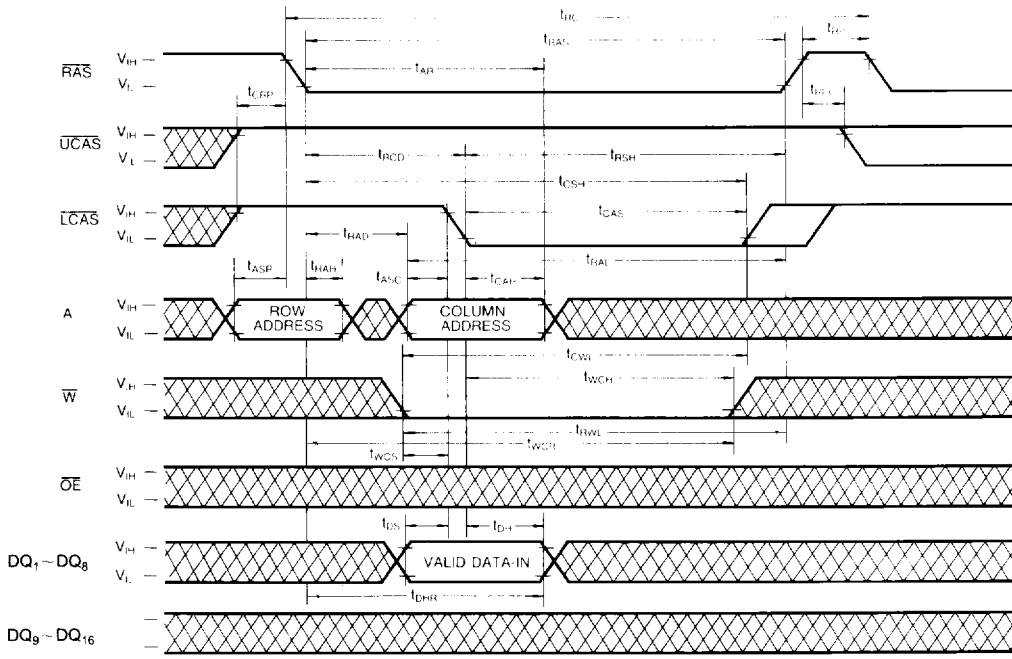 tRC
tRAS tRP
tAR
RAS VIH
VIL
tCRP
UCAS VIH
VIL
tRCD tRSH
tCSH
LCAS VIH
VIL
tCAS
tRAD tRAL
tASR tRAH tASC tCAH
A VIH
VIL
ROW ADDRESS
COLUMN ADDRESS
tCWL
tWCH
W VIH
VIL
tRWL
tWCR
tWCS
OE VIH
VIL
tDS tDH
DQ1~DQ8 VIH
VIL
VALID DATA-IN
tDHR
DQ9~DQ16